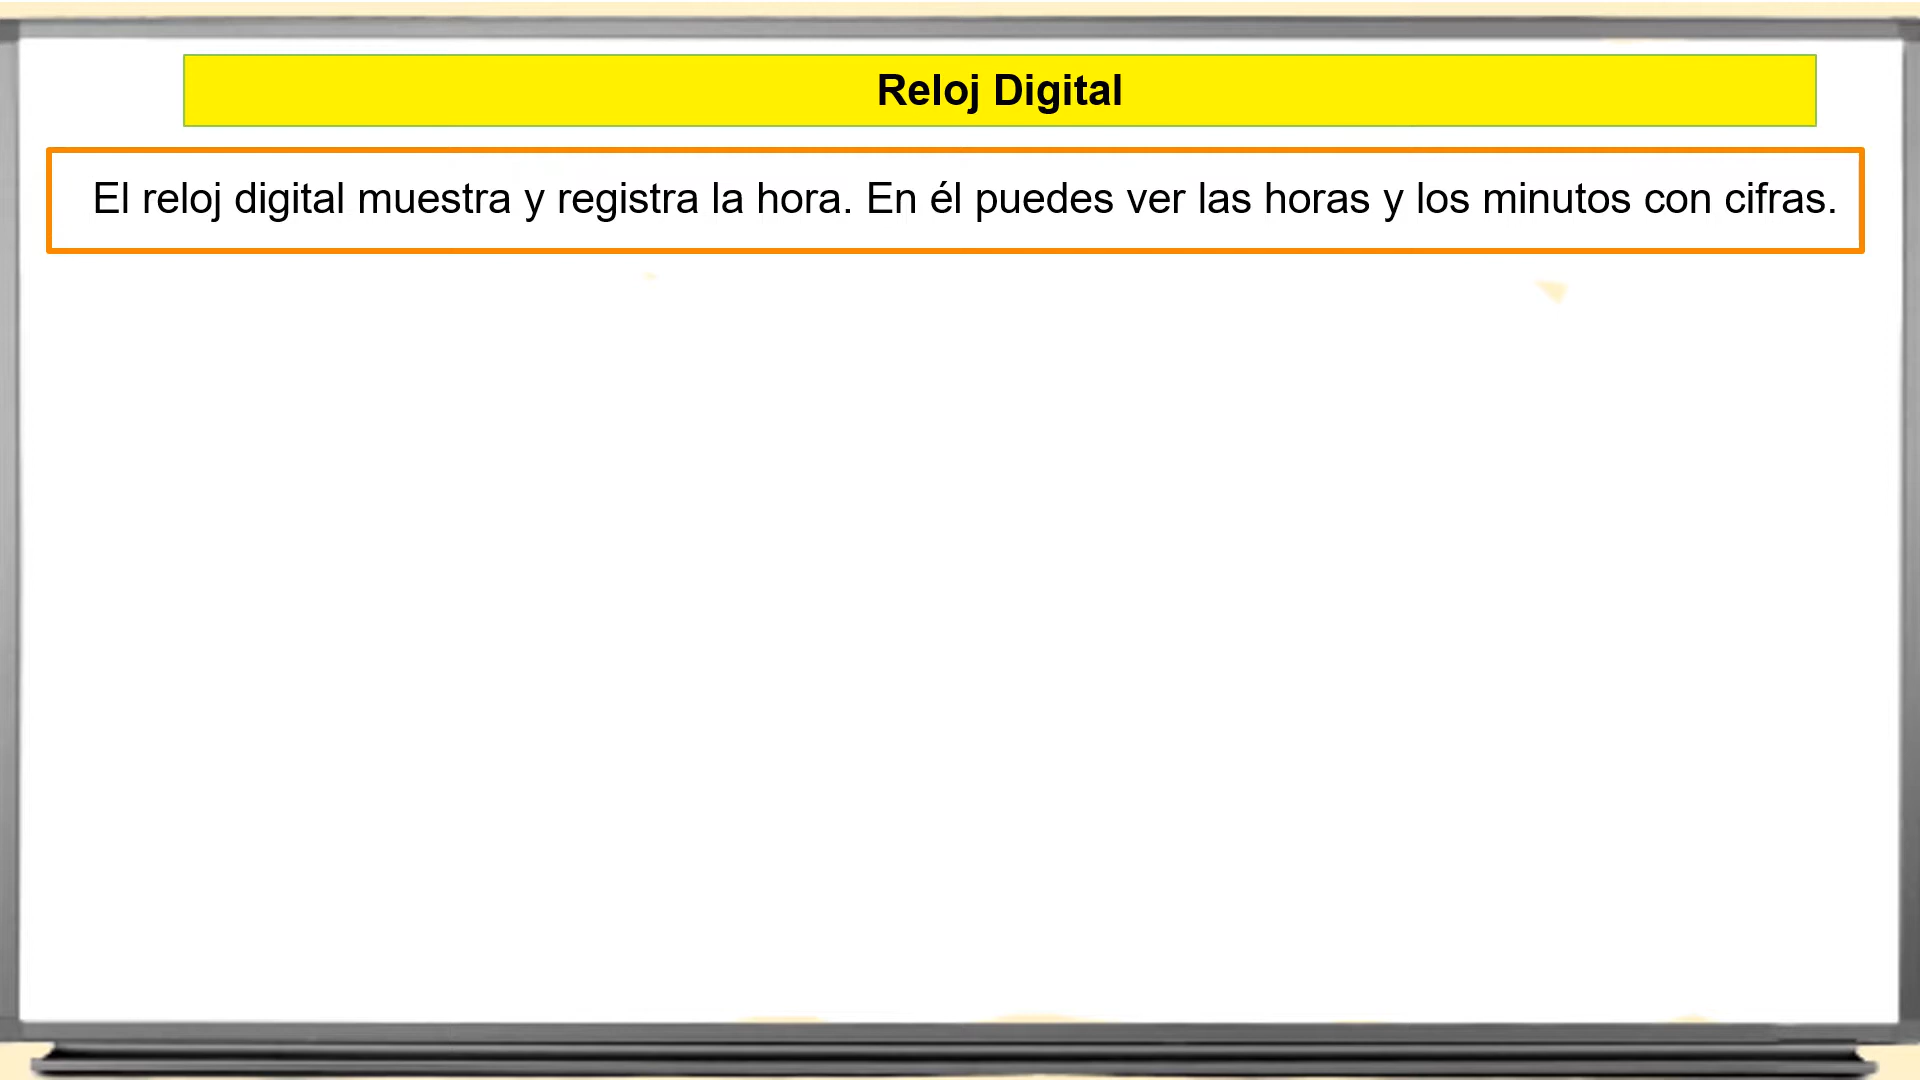 Reloj Digital
El reloj digital muestra y registra la hora. En él puedes ver las horas y los minutos con cifras.